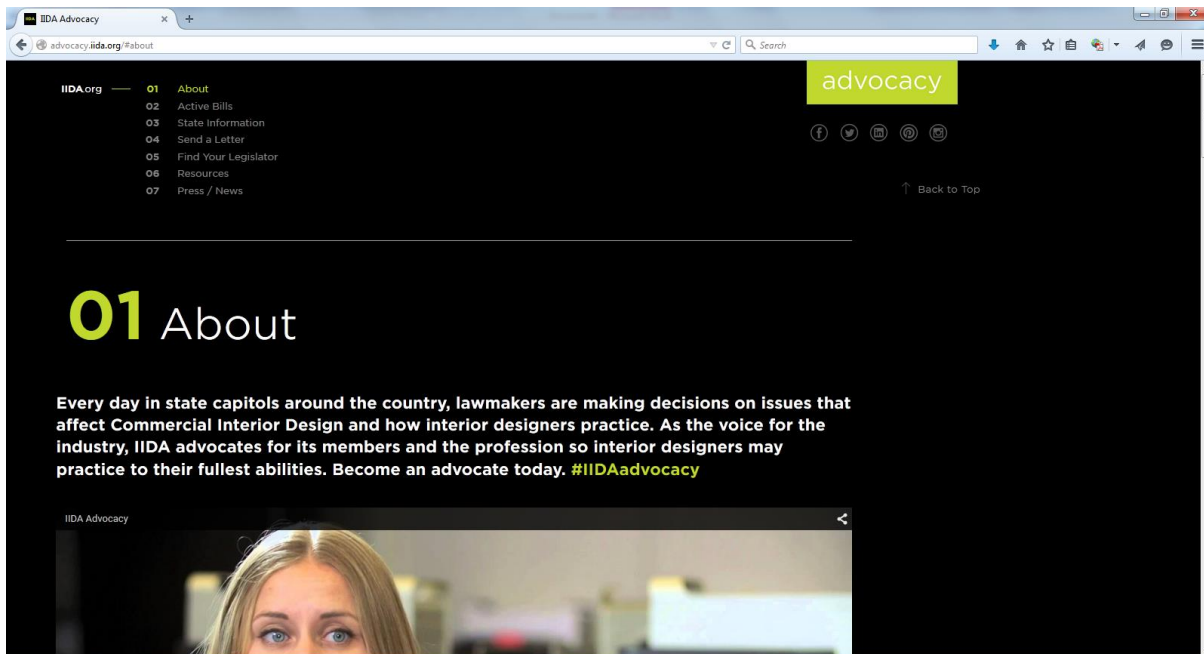 IIDA Advocacy
advocacy.iida.org/#about
Search
IIDA.org
01 About
02 Active Bills
03 State Information
04 Send a Letter
05 Find Your Legislator
06 Resources
07 Press / News
advocacy
↑ Back to Top
01 About
Every day in state capitols around the country, lawmakers are making decisions on issues that
affect Commercial Interior Design and how interior designers practice. As the voice for the
industry, IIDA advocates for its members and the profession so interior designers may
practice to their fullest abilities. Become an advocate today. #IIDAadvocacy
IIDA Advocacy